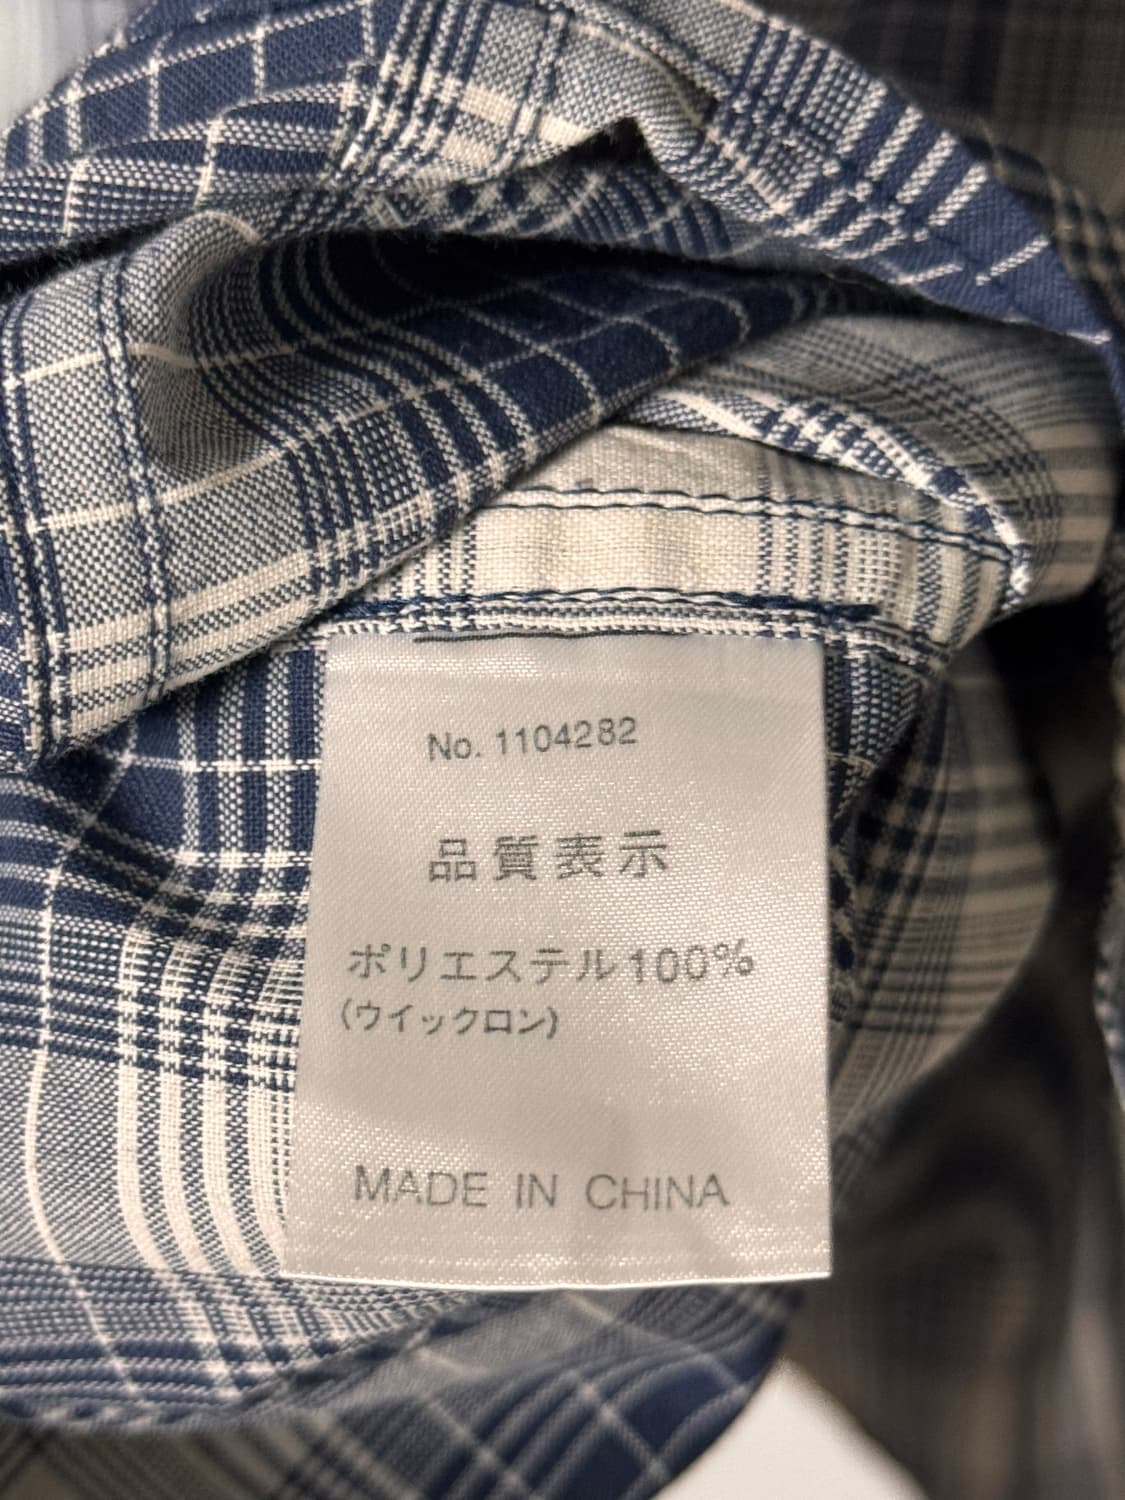 No. 1104282
品質表示
ポリエステル100%
(ウイックロン)
MADE IN CHINA